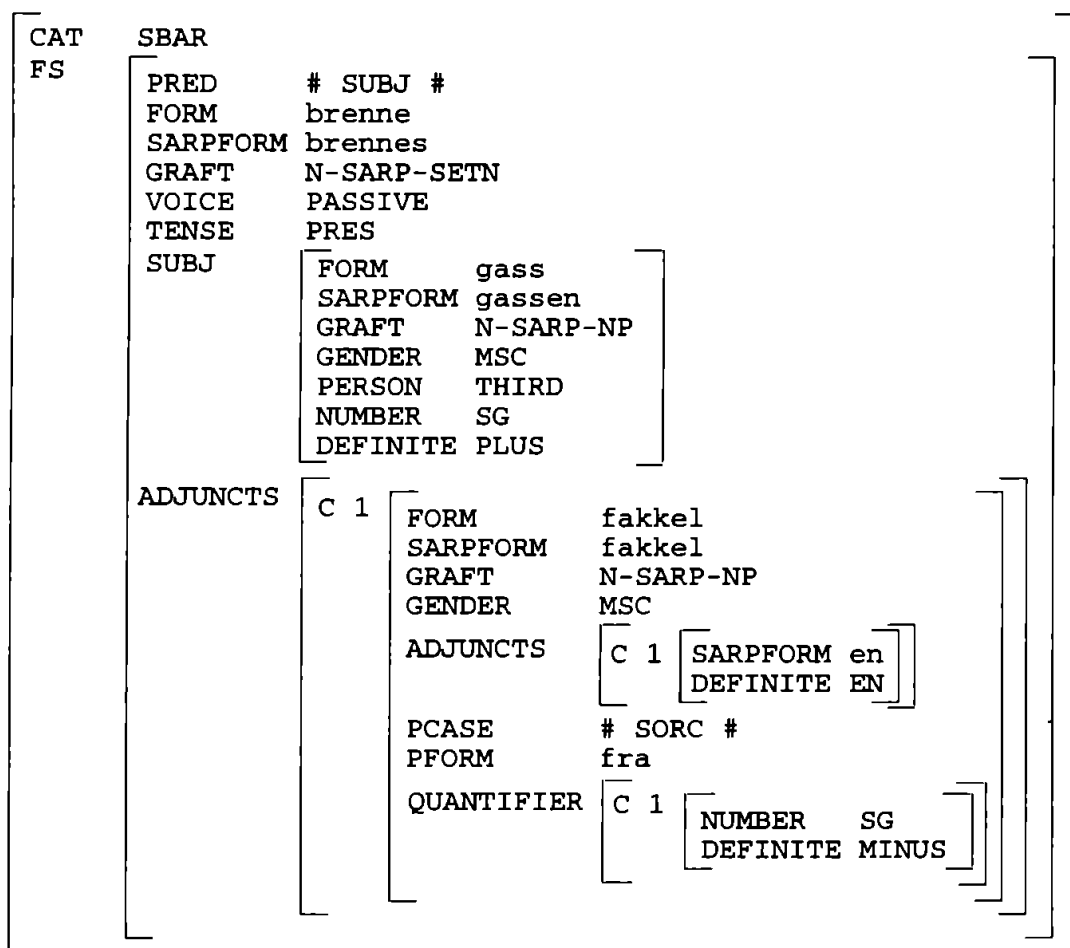 CAT SBAR
FS
PRED # SUBJ #
FORM brenne
SARPFORM brennes
GRAFT N-SARP-SETN
VOICE PASSIVE
TENSE PRES
SUBJ
FORM gass
SARPFORM gassen
GRAFT N-SARP-NP
GENDER MSC
PERSON THIRD
NUMBER SG
DEFINITE PLUS
ADJUNCTS C 1
FORM fakkel
SARPFORM fakkel
GRAFT N-SARP-NP
GENDER MSC
ADJUNCTS C 1 SARPFORM en
DEFINITE EN
PCASE # SORC #
PFORM fra
QUANTIFIER C 1
NUMBER SG
DEFINITE MINUS